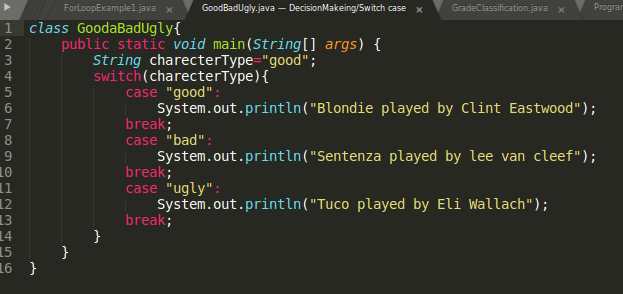 ForLoopExample1.java × GoodBadUgly.java — DecisionMakeing/Switch case × GradeClassification.java × Progra
1 class GoodaBadUgly{
2 public static void main(String[] args) {
3 String charecterType="good";
4 switch(charecterType){
5 case "good":
6 System.out.println("Blondie played by Clint Eastwood");
7 break;
8 case "bad":
9 System.out.println("Sentenza played by lee van cleef");
10 break;
11 case "ugly":
12 System.out.println("Tuco played by Eli Wallach");
13 break;
14 }
15 }
16 }